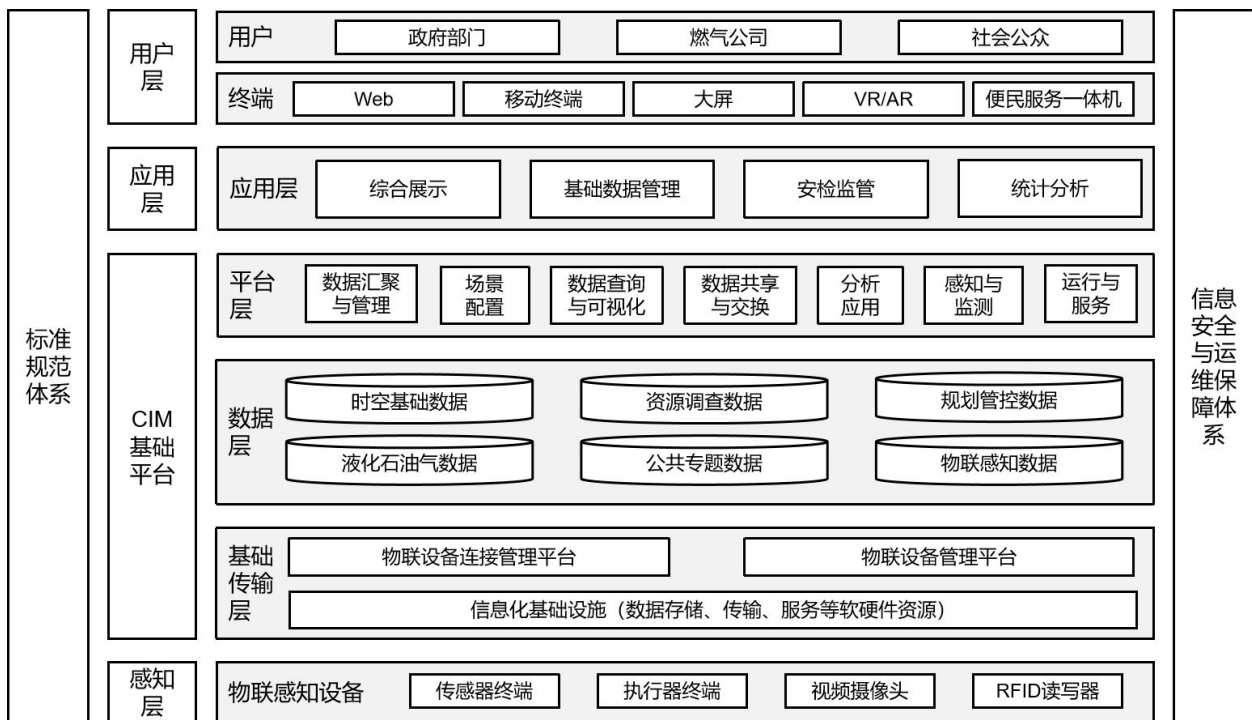 标准
规范
体系
用户
层
用户
政府部门
燃气公司
社会公众
终端
Web
移动终端
大屏
VR/AR
便民服务一体机
应用
层
应用层
综合展示
基础数据管理
安检监管
统计分析
CIM
基础
平台
平台
层
数据汇聚
与管理
场景
配置
数据查询
与可视化
数据共享
与交换
分析
应用
感知与
监测
运行与
服务
数据
层
时空基础数据
资源调查数据
规划管控数据
液化石油气数据
公共专题数据
物联感知数据
基础
传输
层
物联设备连接管理平台
物联设备管理平台
信息化基础设施（数据存储、传输、服务等软硬件资源）
感知
层
物联感知设备
传感器终端
执行器终端
视频摄像头
RFID读写器
信息
安全
与运
维保
障体
系